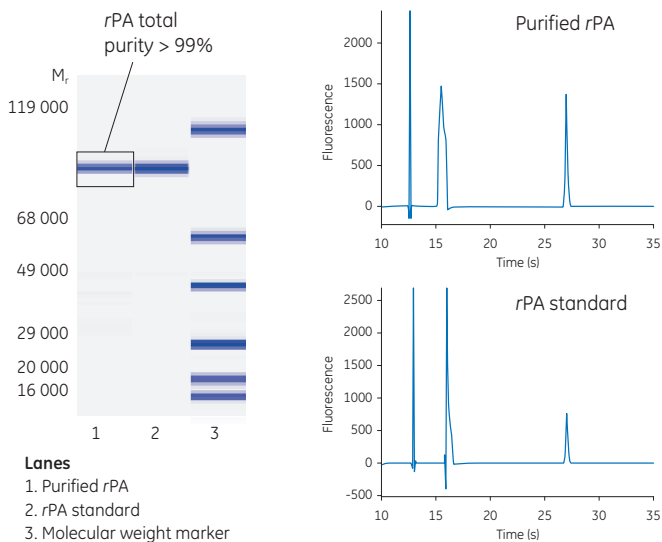 rPA total
purity > 99%
Mr
119 000
68 000
49 000
29 000
20 000
16 000
1 2 3
Lanes
1. Purified rPA
2. rPA standard
3. Molecular weight marker
Purified rPA
Fluorescence
2000
1500
1000
500
0
10 15 20 25 30 35
Time (s)
rPA standard
Fluorescence
2500
2000
1500
1000
500
0
-500
10 15 20 25 30 35
Time (s)